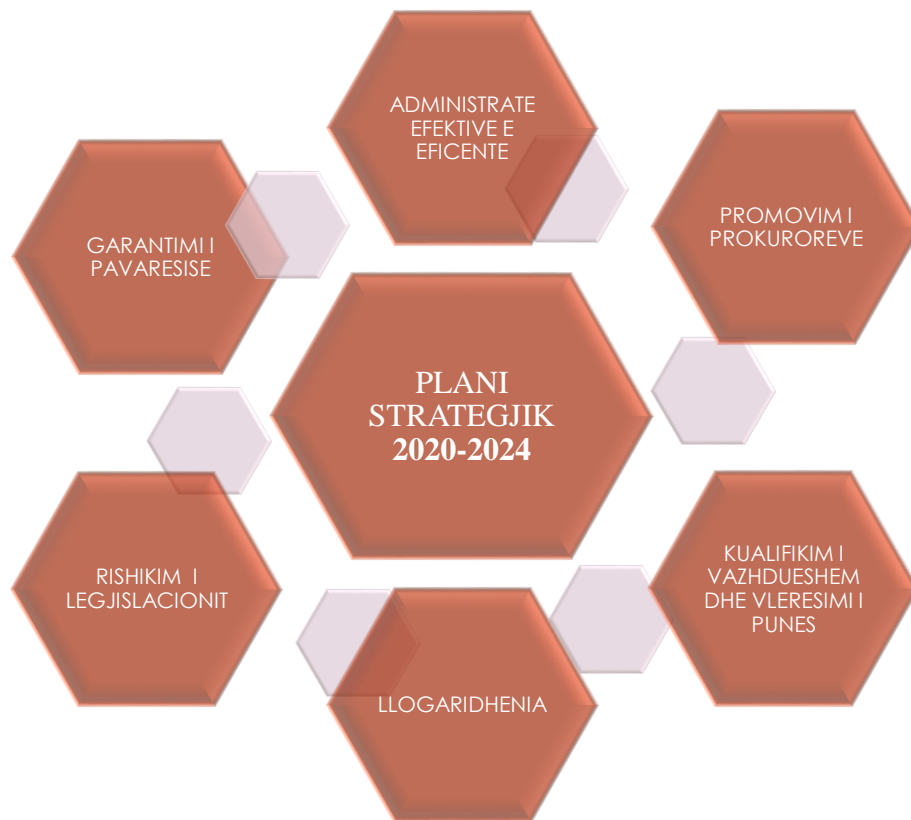 ADMINISTRATE
EFEKTIVE E
EFICENTE
PROMOVIM I
PROKUROREVE
GARANTIMI I
PAVARESISE
PLANI
STRATEGJIK
2020-2024
KUALIFIKIM I
VAZHDUESHEM
DHE VLERESIMI I
PUNES
RISHIKIM I
LEGJISLACIONIT
LLOGARIDHENIA